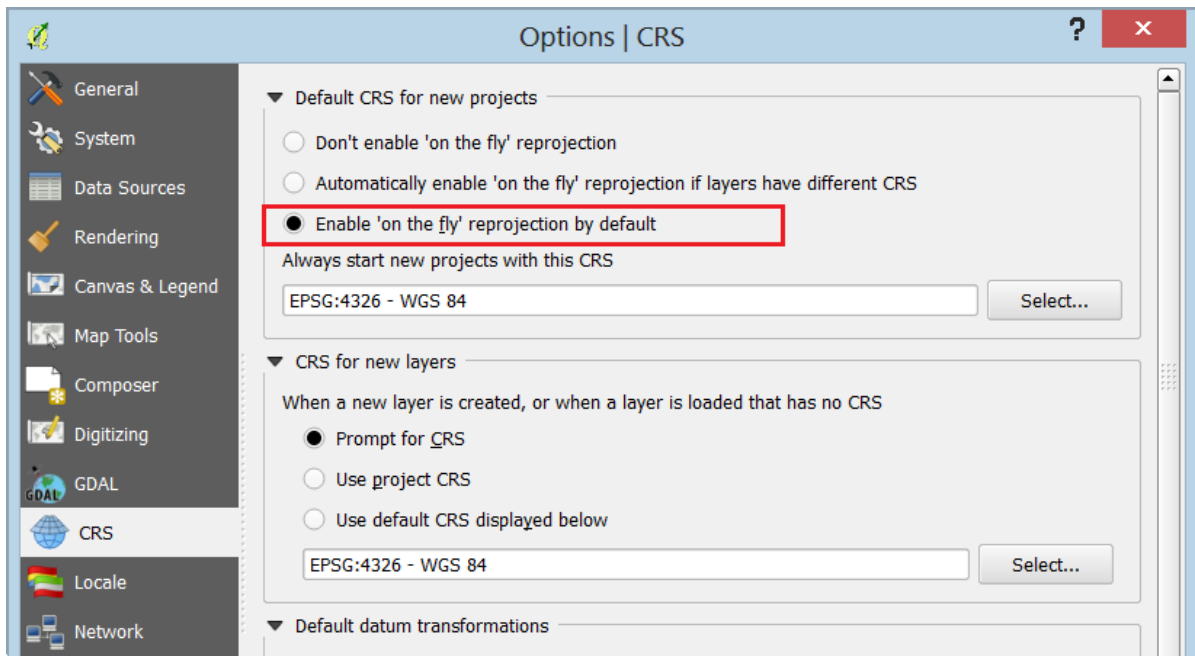 Options | CRS
?
General
System
Data Sources
Rendering
Canvas & Legend
Map Tools
Composer
Digitizing
GDAL
GDAL
CRS
Locale
Network
Default CRS for new projects
Don't enable 'on the fly' reprojection
Automatically enable 'on the fly' reprojection if layers have different CRS
Enable 'on the fly' reprojection by default
Always start new projects with this CRS
EPSG:4326 - WGS 84
Select...
CRS for new layers
When a new layer is created, or when a layer is loaded that has no CRS
Prompt for CRS
Use project CRS
Use default CRS displayed below
EPSG:4326 - WGS 84
Select...
Default datum transformations